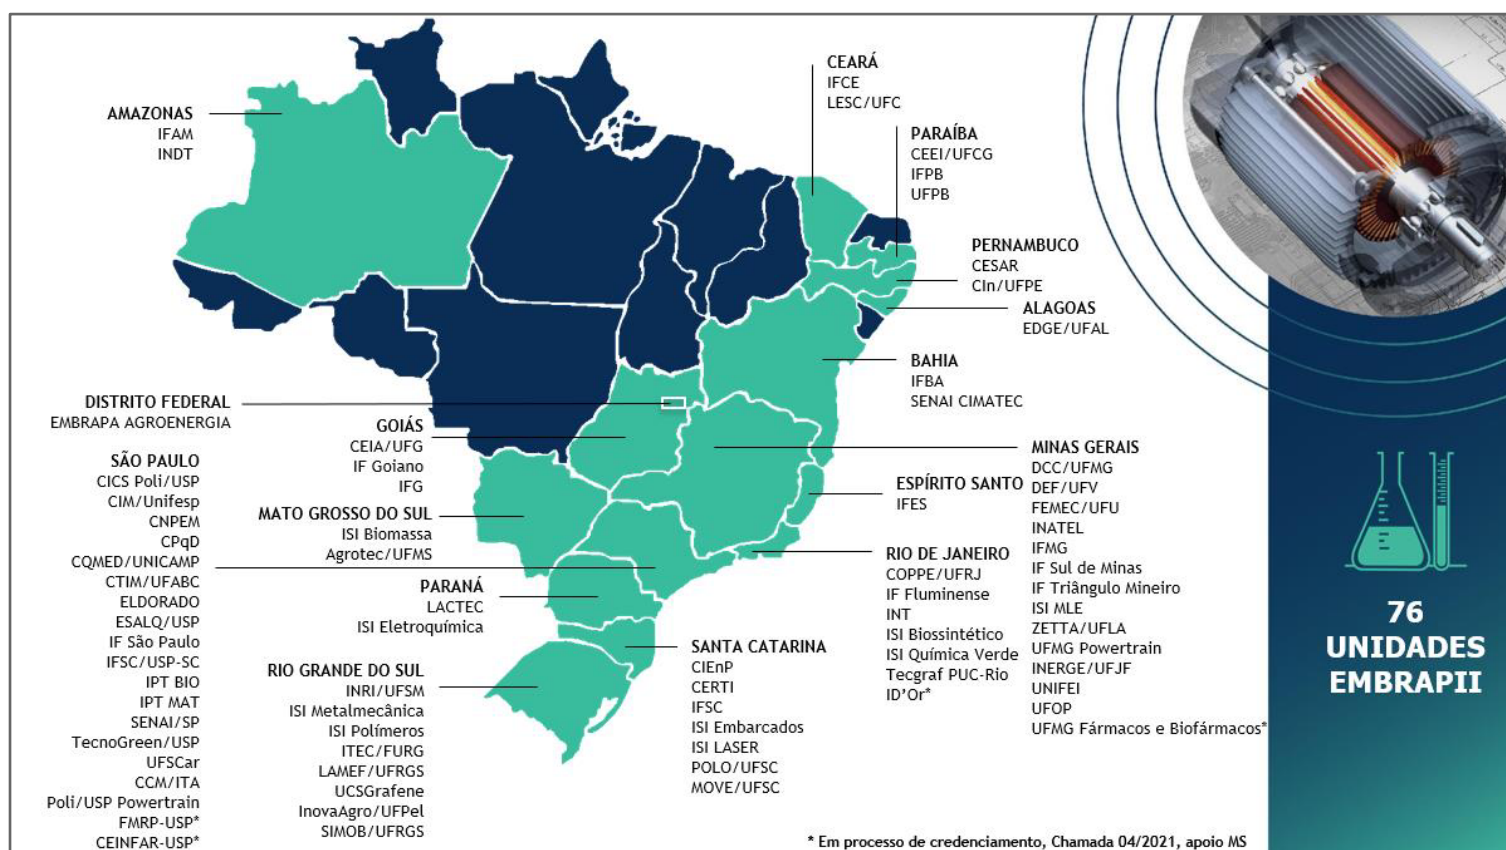 AMAZONAS
IFAM
INDT
CEARÁ
IFCE
LESC/UFC
PARAÍBA
CEEI/UFCG
IFPB
UFPB
PERNAMBUCO
CESAR
CIn/UFPE
ALAGOAS
EDGE/UFAL
BAHIA
IFBA
SENAI CIMATEC
DISTRITO FEDERAL
EMBRAPA AGROENERGIA
GOIÁS
CEIA/UFG
IF Goiano
IFG
SÃO PAULO
CICS Poli/USP
CIM/Unifesp
CNPEM
CPqD
CQMED/UNICAMP
CTIM/UFABC
ELDORADO
ESALQ/USP
IF São Paulo
IFSC/USP-SC
IPT BIO
IPT MAT
SENAI/SP
TecnoGreen/USP
UFSCar
CCM/ITA
Poli/USP Powertrain
FMRP-USP*
CEINFAR-USP*
MATO GROSSO DO SUL
ISI Biomassa
Agrotec/UFMS
PARANÁ
LACTEC
ISI Eletroquímica
RIO GRANDE DO SUL
INRI/UFSM
ISI Metalmecânica
ISI Polímeros
ITEC/FURG
LAMEF/UFRGS
UCSGrafene
InovaAgro/UFPel
SIMOB/UFRGS
SANTA CATARINA
CIEnP
CERTI
IFSC
ISI Embarcados
ISI LASER
POLO/UFSC
MOVE/UFSC
ESPÍRITO SANTO
IFES
RIO DE JANEIRO
COPPE/UFRJ
IF Fluminense
INT
ISI Biossintético
ISI Química Verde
Tecgraf PUC-Rio
ID'Or*
MINAS GERAIS
DCC/UFMG
DEF/UFV
FEMEC/UFU
INATEL
IFMG
IF Sul de Minas
IF Triângulo Mineiro
ISI MLE
ZETTA/UFLA
UFMG Powertrain
INERGE/UFJF
UNIFEI
UFOP
UFMG Fármacos e Biofármacos*
76
UNIDADES
EMBRAPII
* Em processo de credenciamento, Chamada 04/2021, apoio MS